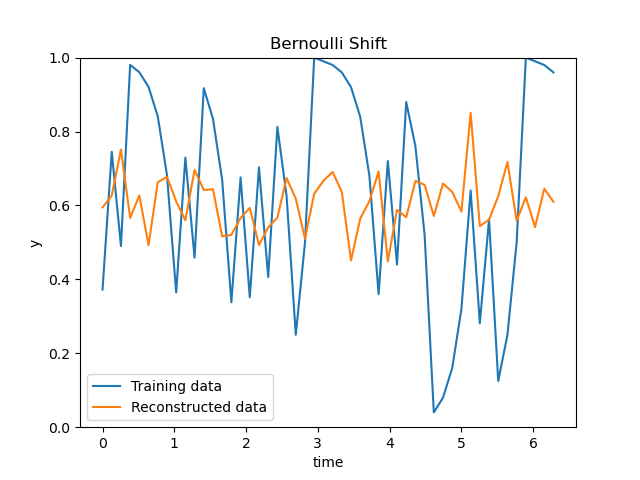 Bernoulli Shift
1.0
0.8
0.6
0.4
0.2
0.0
y
Training data
Reconstructed data
0 1 2 3 4 5 6
time